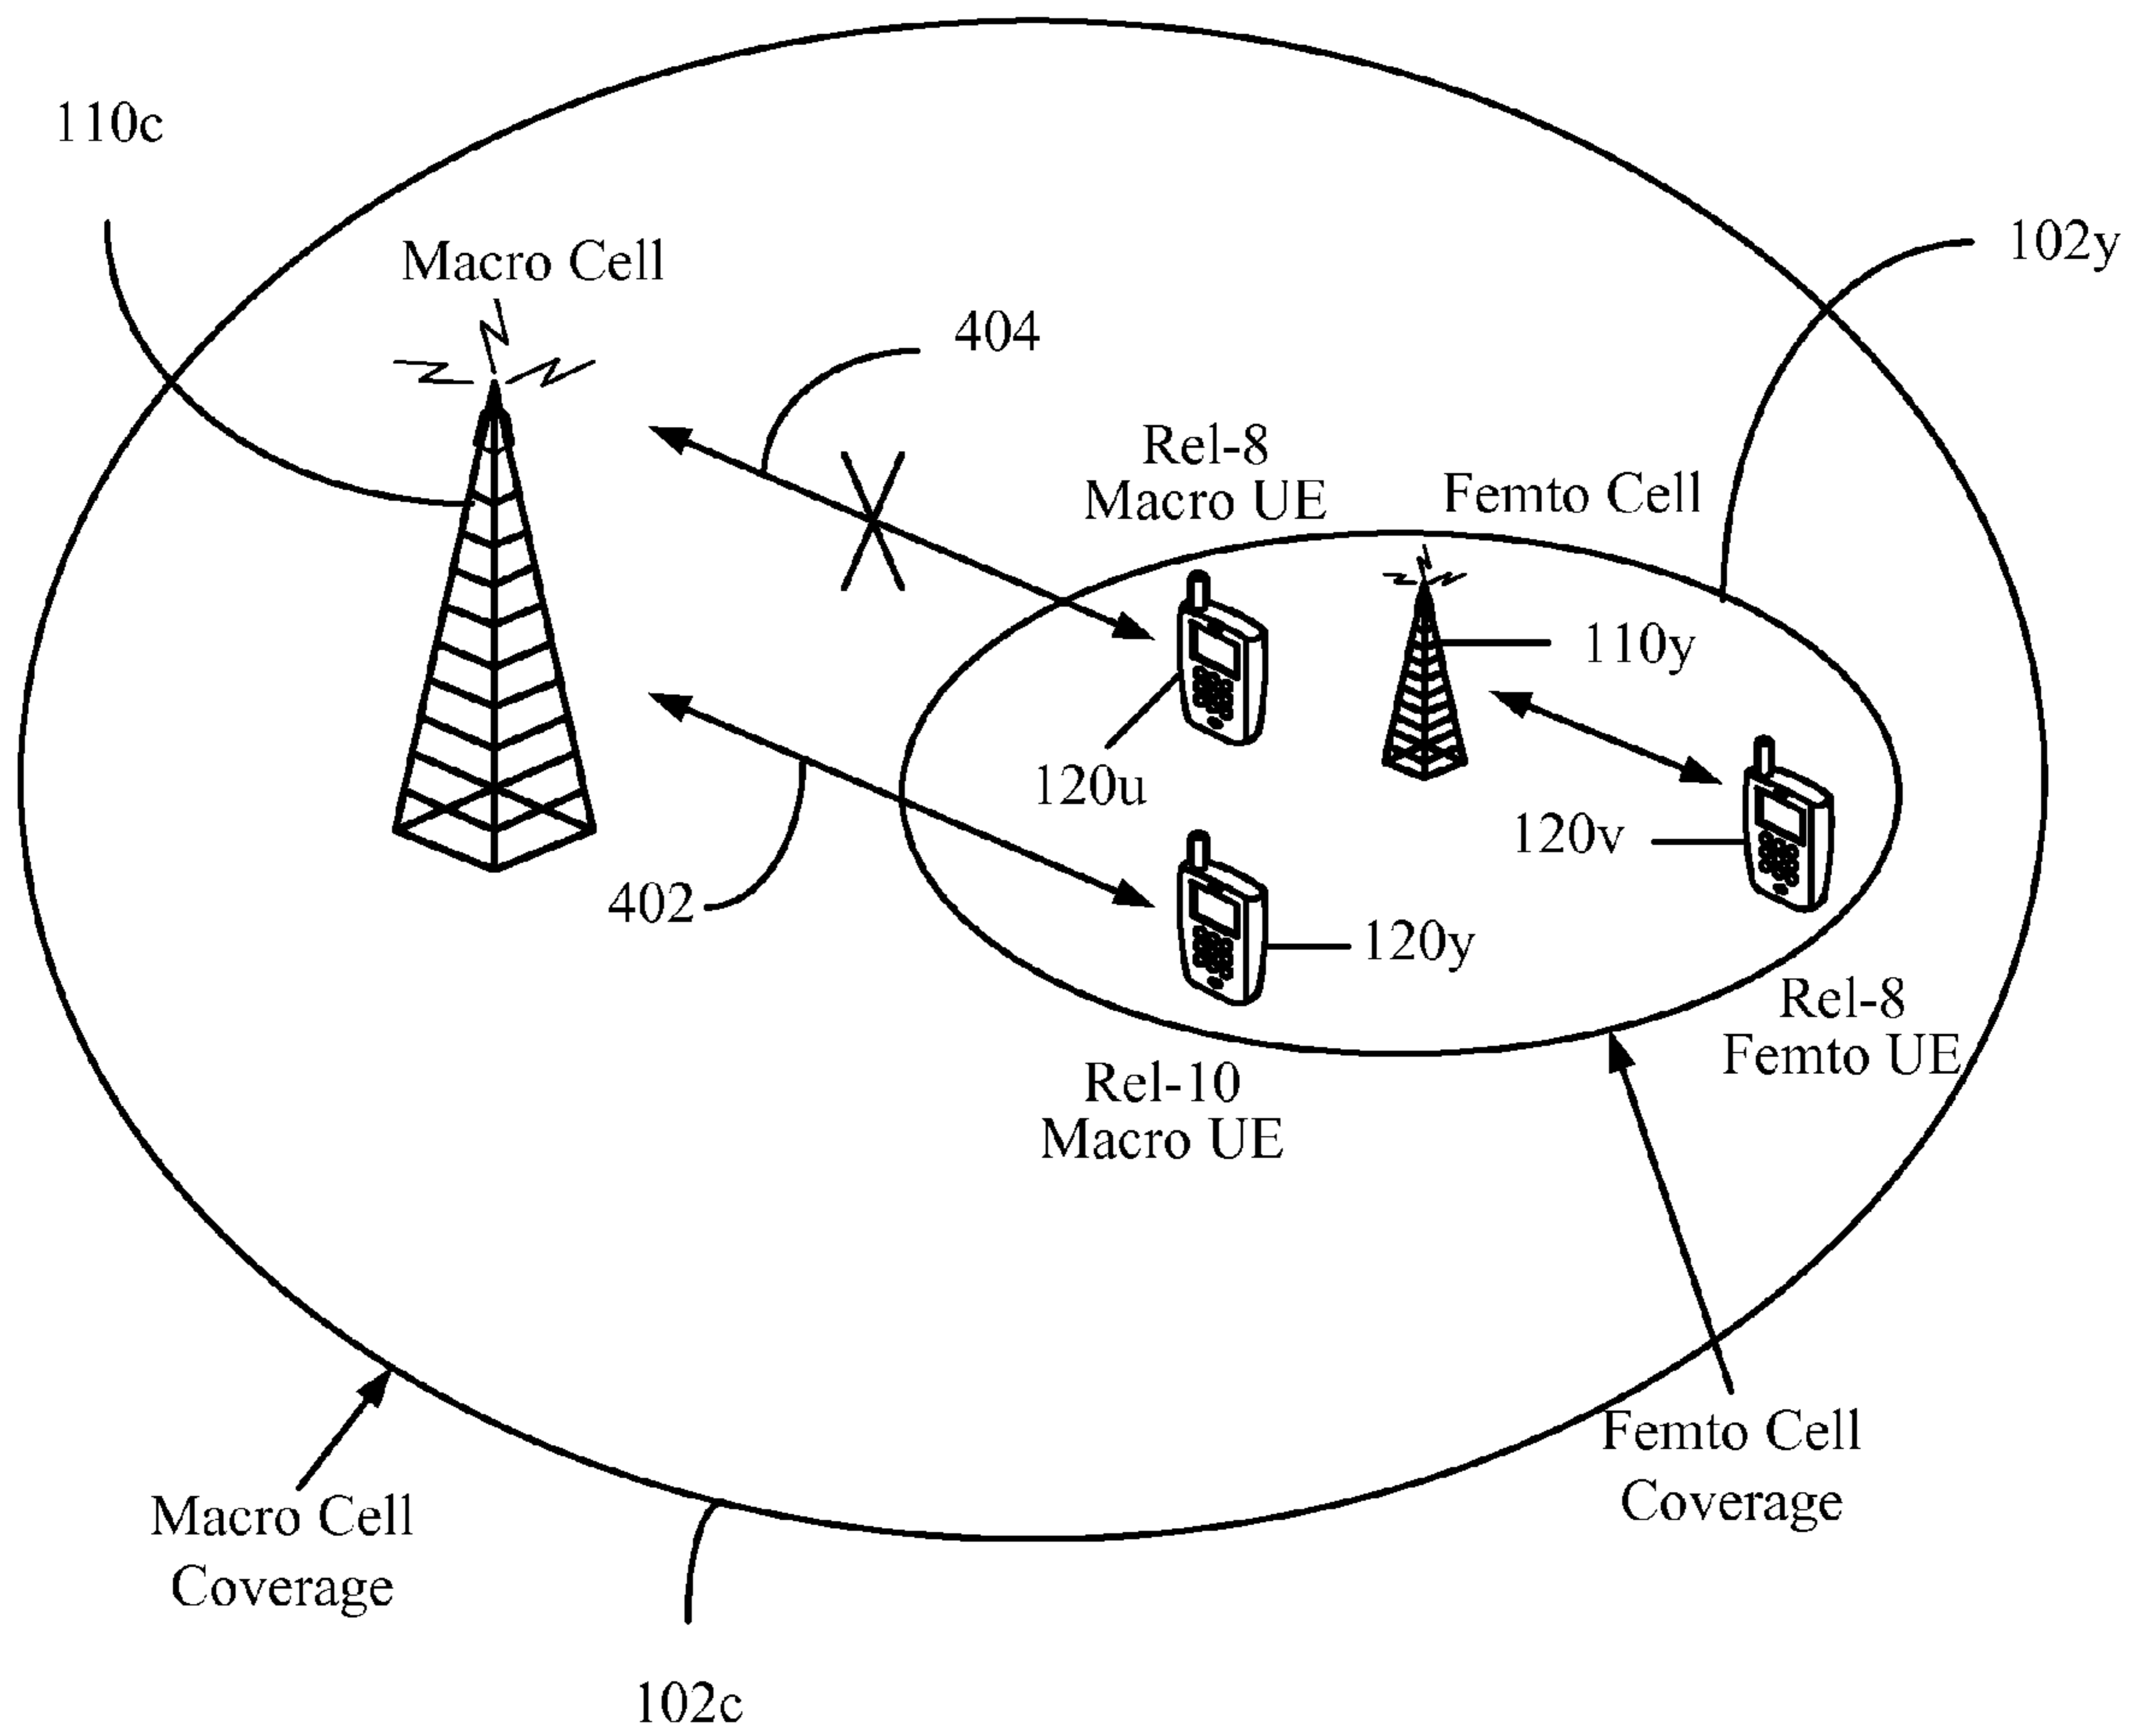 110c
102y
Macro Cell
404
Rel-8
Macro UE
Femto Cell
110y
120u
120v
402
120y
Rel-8
Femto UE
Rel-10
Macro UE
Femto Cell
Coverage
Macro Cell
Coverage
102c